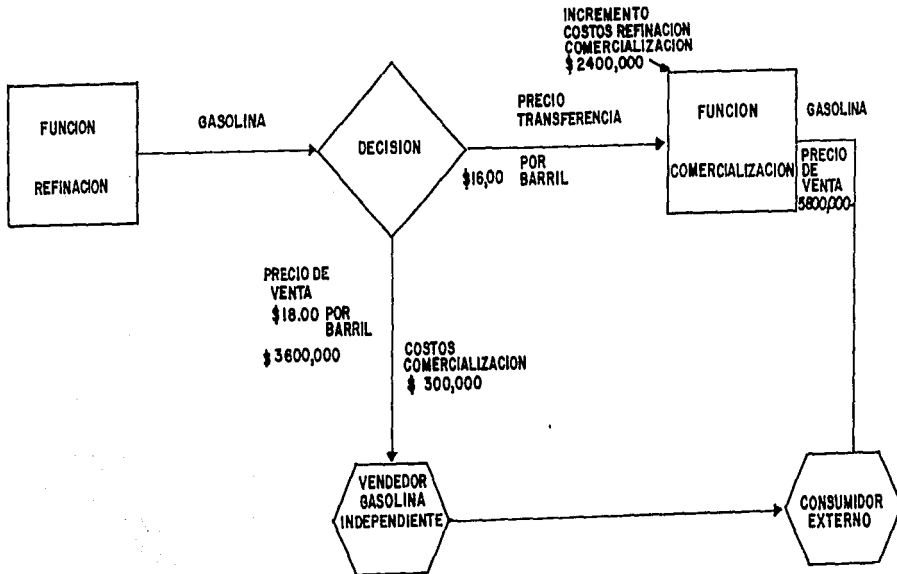 INCREMENTO
COSTOS REFINACION
COMERCIALIZACION
$2400,000
FUNCION
REFINACION
GASOLINA
DECISION
PRECIO
TRANSFERENCIA
$16,00 POR
BARRIL
FUNCION
COMERCIALIZACION
GASOLINA
PRECIO
DE
VENTA
5800,000
PRECIO DE
VENTA
$18.00 POR
BARRIL
$3600,000
COSTOS
COMERCIALIZACION
$ 300,000
VENDEDOR
GASOLINA
INDEPENDIENTE
CONSUMIDOR
EXTERNO